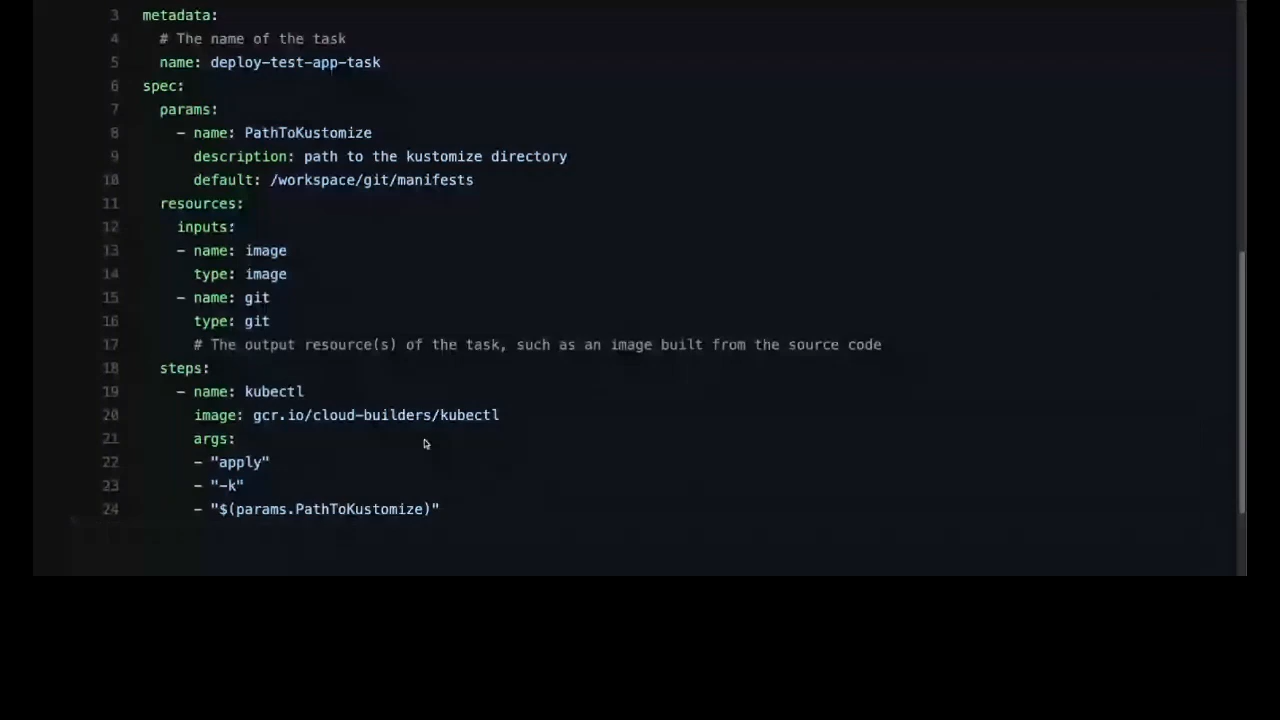 3 metadata:
4 # The name of the task
5 name: deploy-test-app-task
6 spec:
7 params:
8 - name: PathToKustomize
9 description: path to the kustomize directory
10 default: /workspace/git/manifests
11 resources:
12 inputs:
13 - name: image
14 type: image
15 - name: git
16 type: git
17 # The output resource(s) of the task, such as an image built from the source code
18 steps:
19 - name: kubectl
20 image: gcr.io/cloud-builders/kubectl
21 args:
22 - "apply"
23 - "-k"
24 - "$(params.PathToKustomize)"